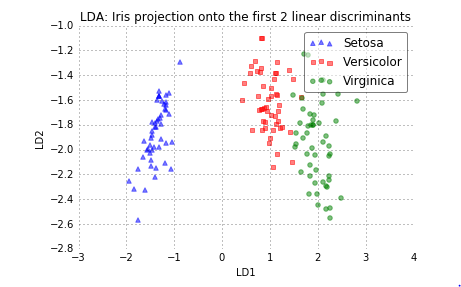 LDA: Iris projection onto the first 2 linear discriminants
−1.0
−1.2
−1.4
−1.6
−1.8
−2.0
−2.2
−2.4
−2.6
−2.8
LD2
Setosa
Versicolor
Virginica
−3 −2 −1 0 1 2 3 4
LD1